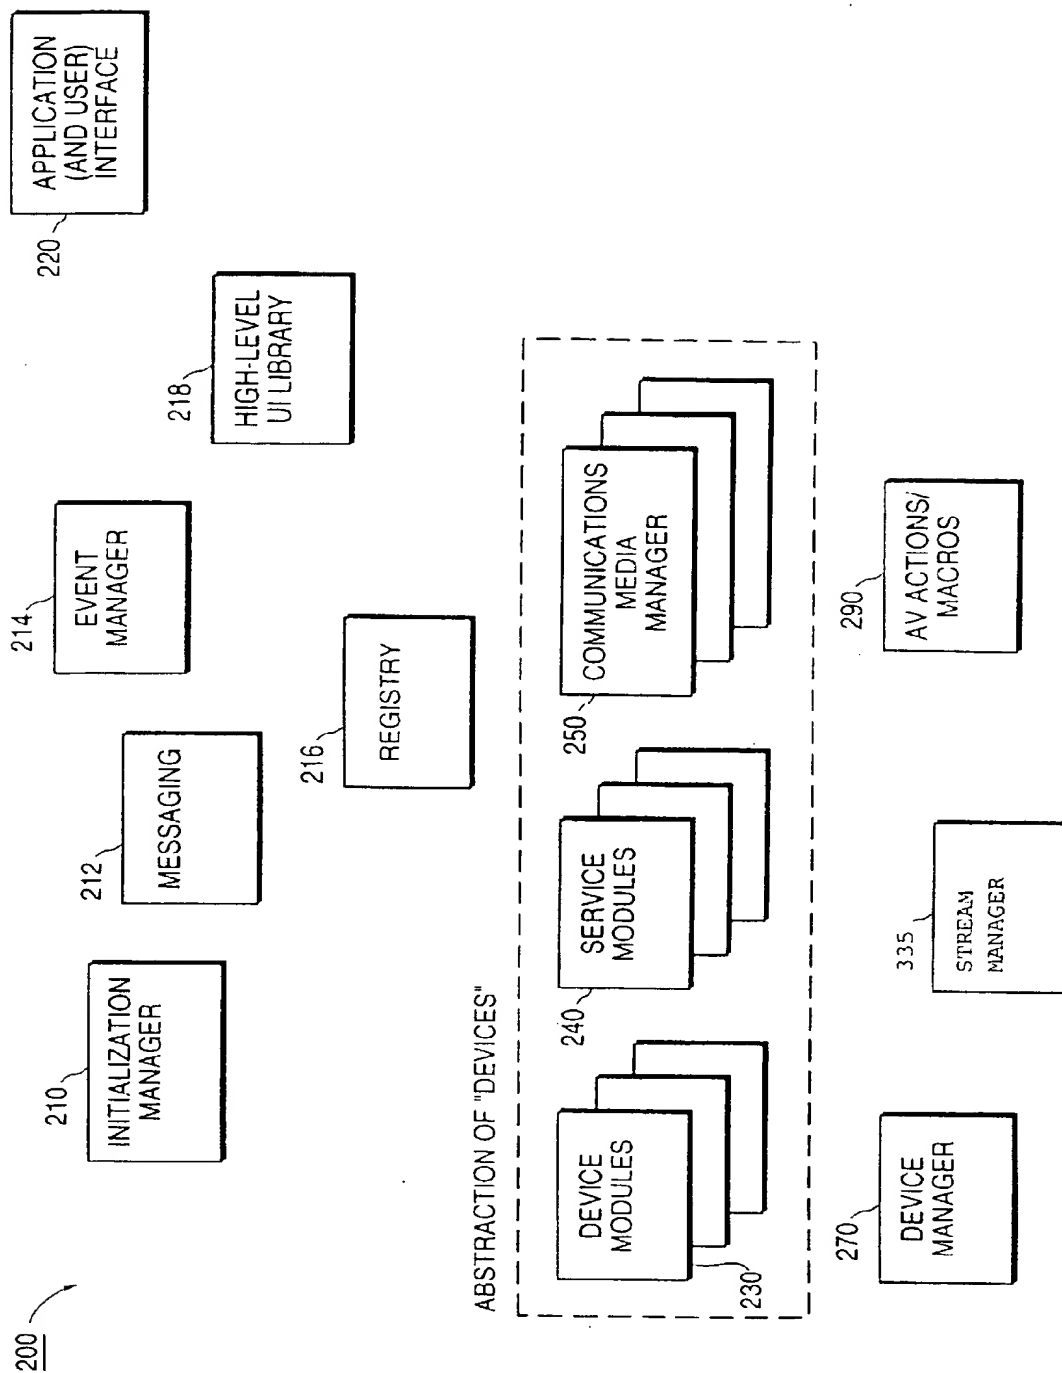 200
210
INITIALIZATION
MANAGER
212
MESSAGING
214
EVENT
MANAGER
216
REGISTRY
218
HIGH-LEVEL
UI LIBRARY
220
APPLICATION
(AND USER)
INTERFACE
ABSTRACTION OF "DEVICES"
DEVICE
MODULES
230
240
SERVICE
MODULES
250
COMMUNICATIONS
MEDIA
MANAGER
270
DEVICE
MANAGER
335
STREAM
MANAGER
290
AV ACTIONS/
MACROS